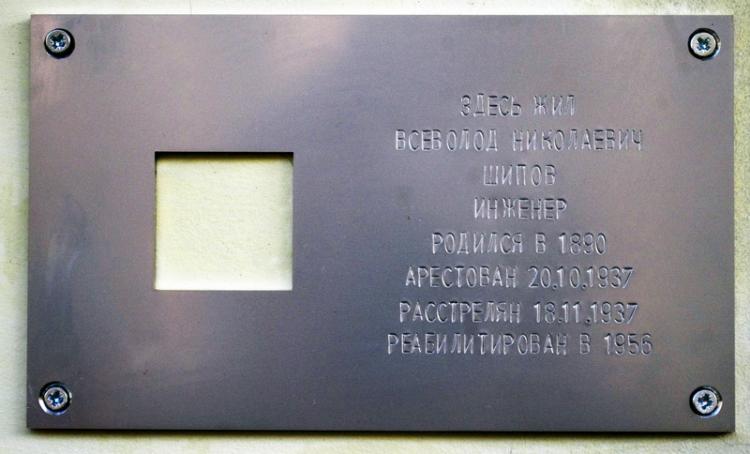 ЗДЕСЬ ЖИЛ
ВСЕВОЛОД НИКОЛАЕВИЧ
ШИПОВ
ИНЖЕНЕР
РОДИЛСЯ В 1890
АРЕСТОВАН 20.10.1937
РАССТРЕЛЯН 18.11.1937
РЕАБИЛИТИРОВАН В 1956